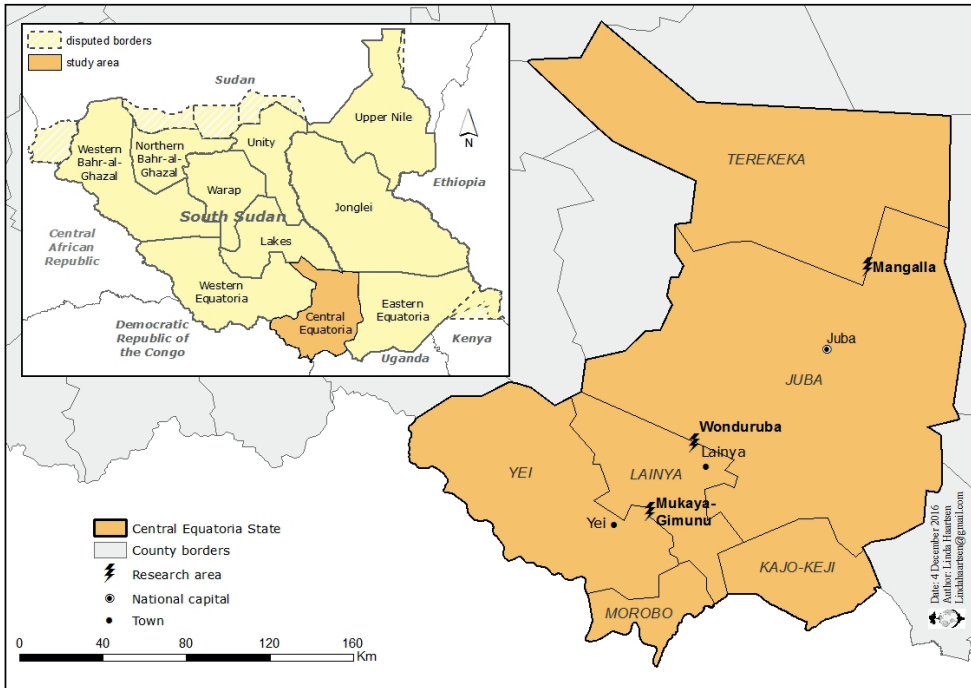 disputed borders
study area
Sudan
Upper Nile
N
Western
Bahr-al-
Ghazal
Northern
Bahr-al-
Ghazal
Unity
Warap
Ethiopia
Jonglei
South Sudan
Central
African
Republic
Lakes
Western
Equatoria
Central
Equatoria
Eastern
Equatoria
Democratic
Republic of
the Congo
Kenya
Uganda
TEREKEKA
Mangalla
Juba
JUBA
Wonduruba
Lainya
YEI
LAINYA
Mukaya-
Gimunu
Yei
KAJO-KEJI
MOROBO
Central Equatoria State
County borders
Research area
National capital
Town
0 40 80 120 160
Km
Date: 4 December 2016
Author: Linda Haartsen
Lindahaartsen@gmail.com